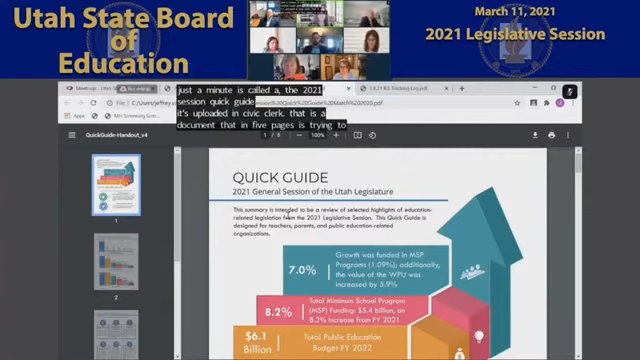 Utah State Board
of
Education
March 11, 2021
2021 Legislative Session
just a minute is called a, the 2021
session quick guide
it's uploaded in civic clerk. that is a
document that in five pages is trying to
QuickGuide-Handout_v4
1 / 5
100%
1
2
QUICK GUIDE
2021 General Session of the Utah Legislature
This summary is intended to be a review of selected highlights of education-
related legislation from the 2021 Legislative Session. This Quick Guide is
designed for teachers, parents, and public education-related
organizations.
7.0%
Growth was funded in MSP
Programs (1.09%); additionally,
the value of the WPU was
increased by 5.9%
8.2%
Total Minimum School Program
(MSP) Funding: $5.4 billion, an
8.2% increase from FY 2021
$6.1
Billion
Total Public Education
Budget FY 2022